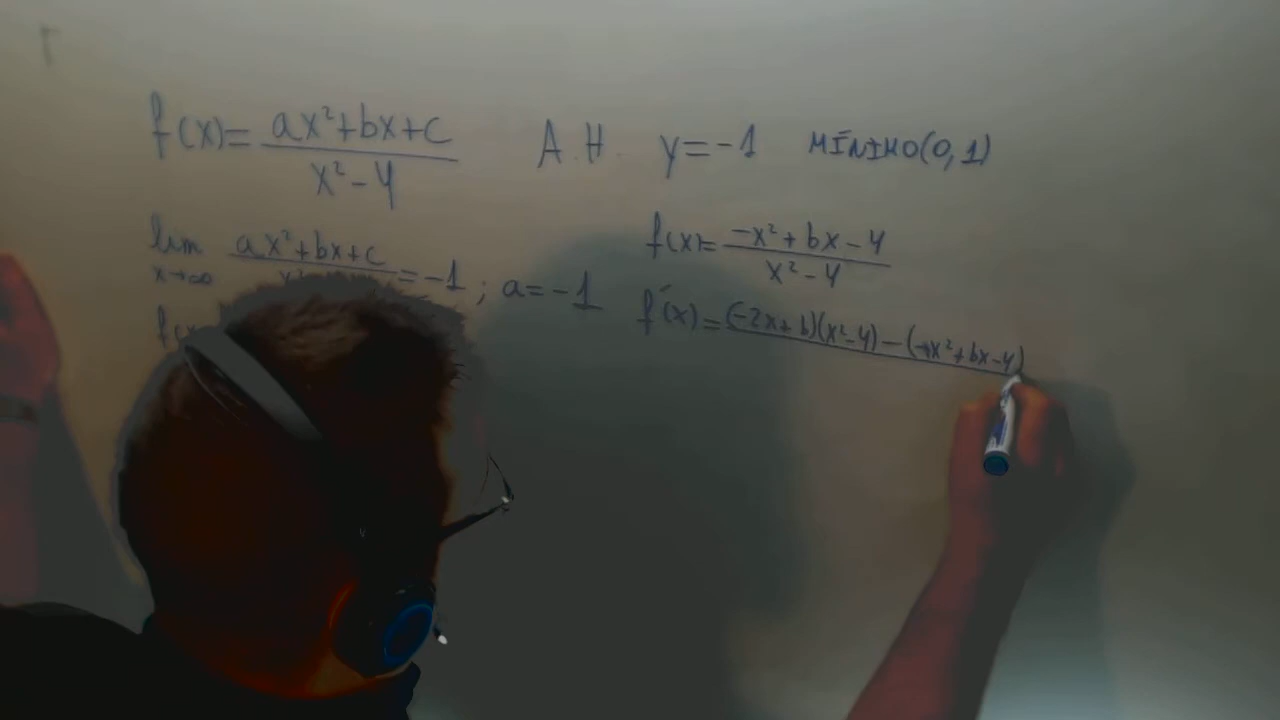 f(x)= ax²+bx+c / x²-4 A.H. y=-1 MÍNIMO(0,1)
lim x→∞ ax²+bx+c =-1 ; a=-1
f(x)= -x²+bx-4 / x²-4
f'(x)= (-2x+b)(x²-4)-(-x²+bx-4)